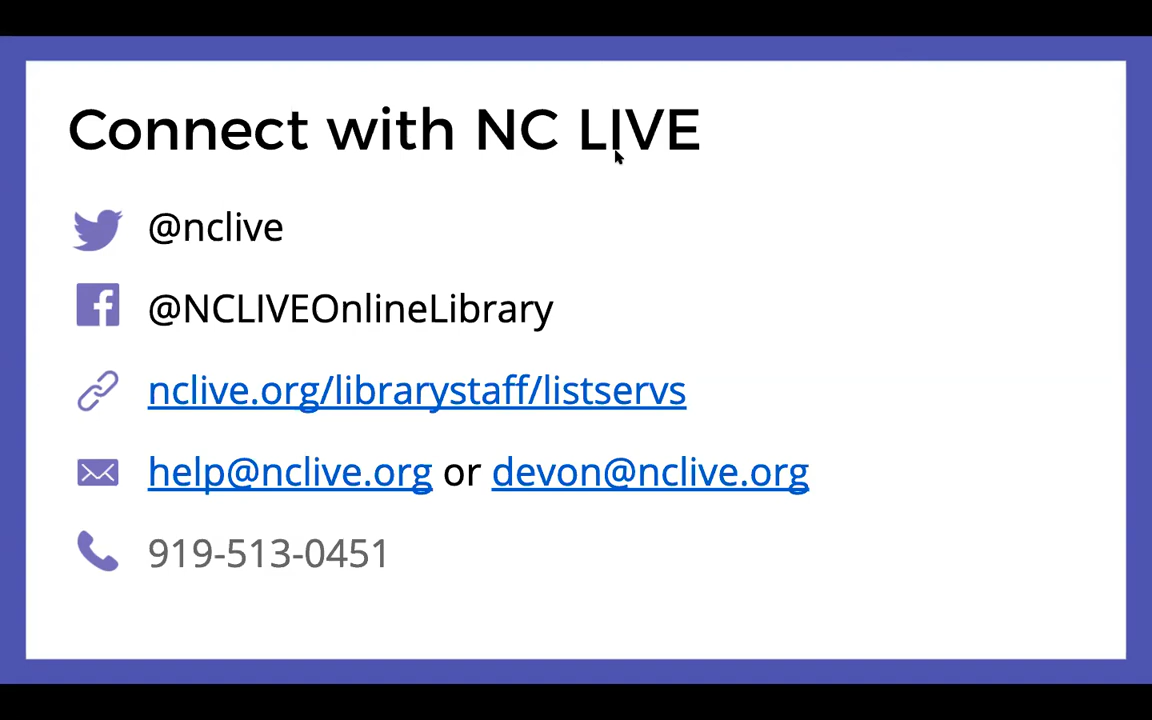 Connect with NC LIVE
@nclive
@NCLIVEOnlineLibrary
nclive.org/librarystaff/listservs
help@nclive.org or devon@nclive.org
919-513-0451